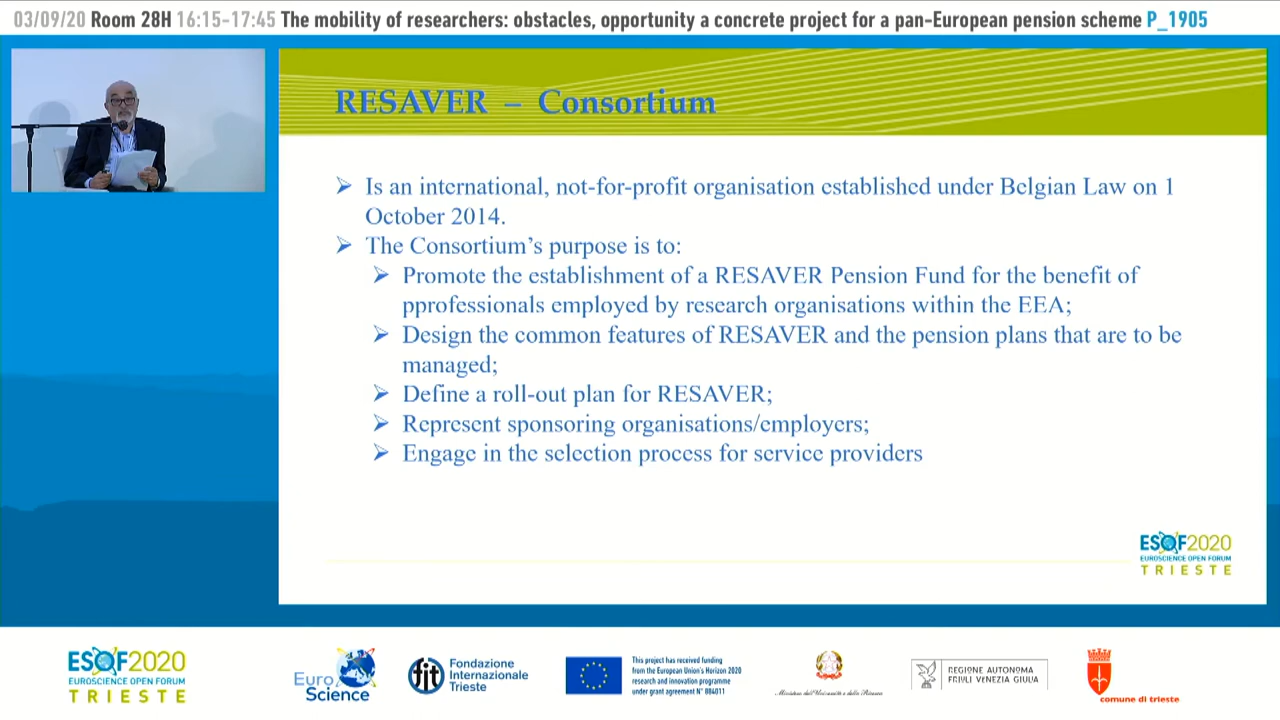 03/09/20 Room 28H 16:15-17:45 The mobility of researchers: obstacles, opportunity a concrete project for a pan-European pension scheme P_1905
RESAVER – Consortium
Is an international, not-for-profit organisation established under Belgian Law on 1
October 2014.
The Consortium's purpose is to:
Promote the establishment of a RESAVER Pension Fund for the benefit of
pprofessionals employed by research organisations within the EEA;
Design the common features of RESAVER and the pension plans that are to be
managed;
Define a roll-out plan for RESAVER;
Represent sponsoring organisations/employers;
Engage in the selection process for service providers
ESOF2020
EUROSCIENCE OPEN FORUM
TRIESTE
ESOF2020
EUROSCIENCE OPEN FORUM
TRIESTE
Euro
Science
fit
Fondazione
Internazionale
Trieste
This project has received funding
from the European Union's Horizon 2020
research and innovation programme
under grant agreement N° 884011
Ministero dell'Università e della Ricerca
REGIONE AUTONOMA
FRIULI VENEZIA GIULIA
comune di trieste